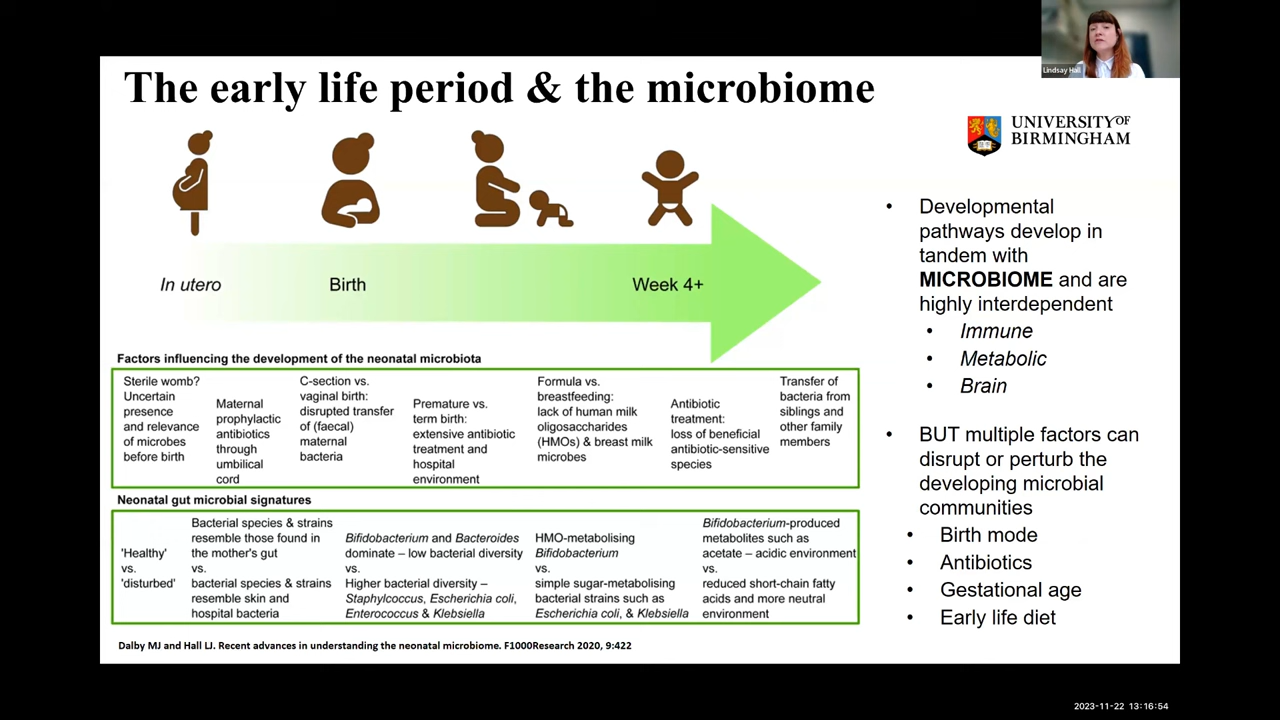 The early life period & the microbiome
Lindsay Hall
UNIVERSITY OF
BIRMINGHAM
In utero
Birth
Week 4+
Factors influencing the development of the neonatal microbiota
Sterile womb?
Uncertain
presence
and relevance
of microbes
before birth
Maternal
prophylactic
antibiotics
through
umbilical
cord
C-section vs.
vaginal birth:
disrupted transfer
of (faecal)
maternal
bacteria
Premature vs.
term birth:
extensive antibiotic
treatment and
hospital
environment
Formula vs.
breastfeeding:
lack of human milk
oligosaccharides
(HMOs) & breast milk
microbes
Antibiotic
treatment:
loss of beneficial
antibiotic-sensitive
species
Transfer of
bacteria from
siblings and
other family
members
Neonatal gut microbial signatures
'Healthy'
vs.
'disturbed'
Bacterial species & strains
resemble those found in
the mother's gut
vs.
bacterial species & strains
resemble skin and
hospital bacteria
Bifidobacterium and Bacteroides
dominate – low bacterial diversity
vs.
Higher bacterial diversity –
Staphylcoccus, Escherichia coli,
Enterococcus & Klebsiella
HMO-metabolising
Bifidobacterium
vs.
simple sugar-metabolising
bacterial strains such as
Escherichia coli, & Klebsiella
Bifidobacterium-produced
metabolites such as
acetate – acidic environment
vs.
reduced short-chain fatty
acids and more neutral
environment
Dalby MJ and Hall LJ. Recent advances in understanding the neonatal microbiome. F1000Research 2020, 9:422
• Developmental
pathways develop in
tandem with
MICROBIOME and are
highly interdependent
• Immune
• Metabolic
• Brain
• BUT multiple factors can
disrupt or perturb the
developing microbial
communities
• Birth mode
• Antibiotics
• Gestational age
• Early life diet
2023-11-22 13:16:54